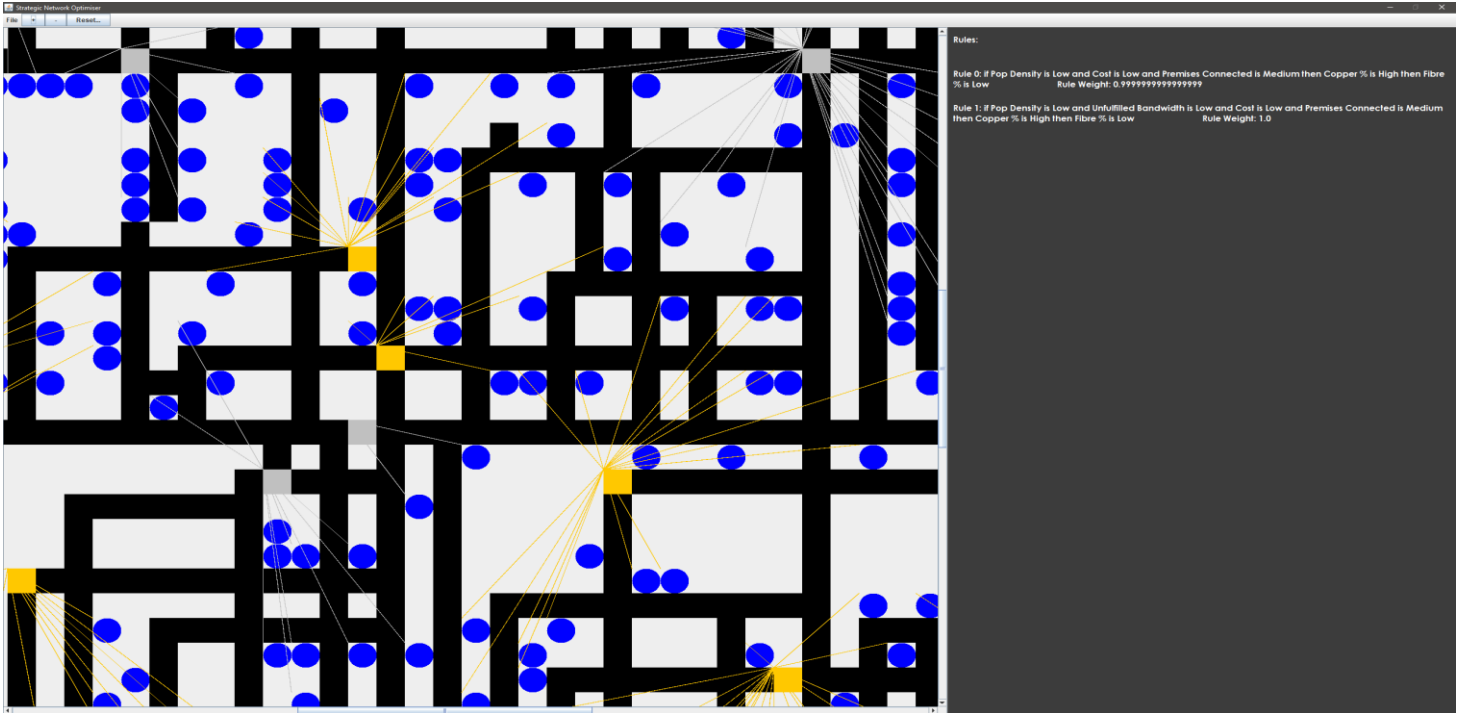 Strategic Network Optimiser
File + - Reset...
Rules:
Rule 0: if Pop Density is Low and Cost is Low and Premises Connected is Medium then Copper % is High then Fibre
% is Low Rule Weight: 0.9999999999999999
Rule 1: if Pop Density is Low and Unfulfilled Bandwidth is Low and Cost is Low and Premises Connected is Medium
then Copper % is High then Fibre % is Low Rule Weight: 1.0